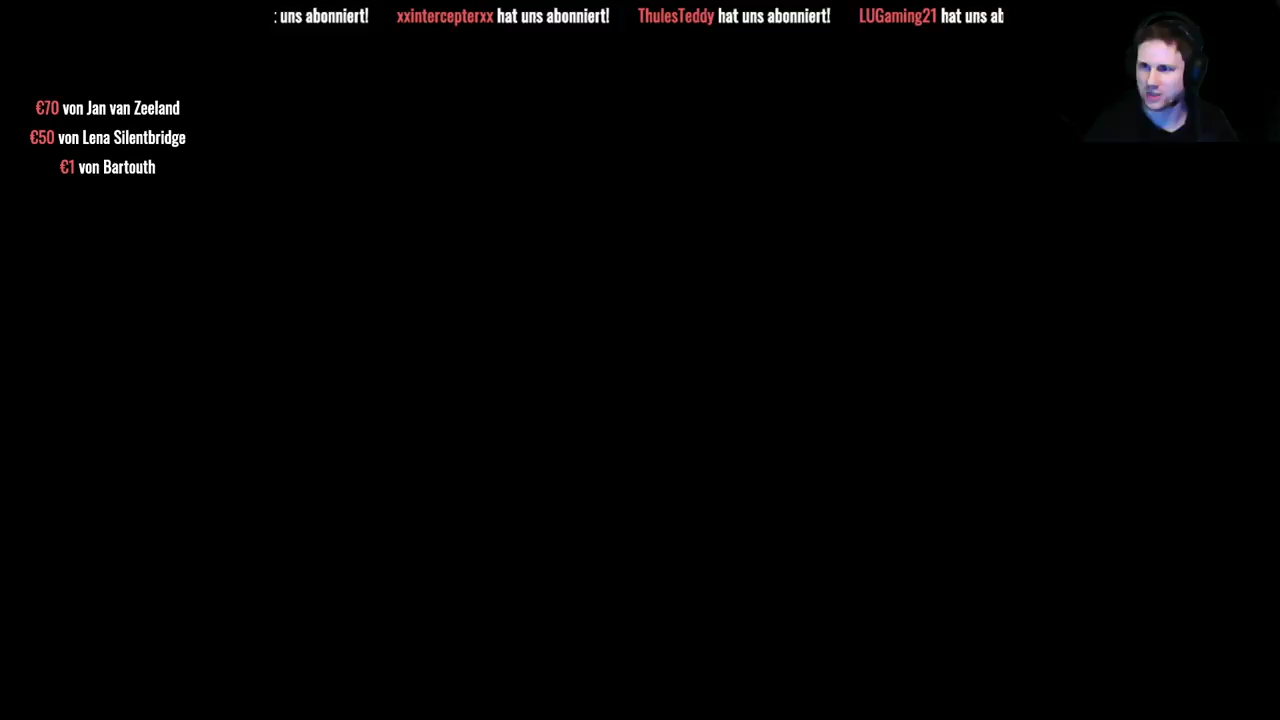 t uns abonniert! xxintercepterxx hat uns abonniert! ThulesTeddy hat uns abonniert! LUGaming21 hat uns ab
€70 von Jan van Zeeland
€50 von Lena Silentbridge
€1 von Bartouth